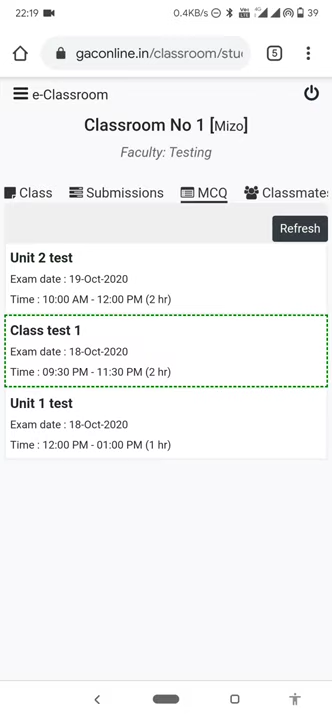 22:19 0.4KB/s 4G 39
gaconline.in/classroom/stu 5
e-Classroom
Classroom No 1 [Mizo]
Faculty: Testing
Class Submissions MCQ Classmate
Refresh
Unit 2 test
Exam date : 19-Oct-2020
Time : 10:00 AM - 12:00 PM (2 hr)
Class test 1
Exam date : 18-Oct-2020
Time : 09:30 PM - 11:30 PM (2 hr)
Unit 1 test
Exam date : 18-Oct-2020
Time : 12:00 PM - 01:00 PM (1 hr)